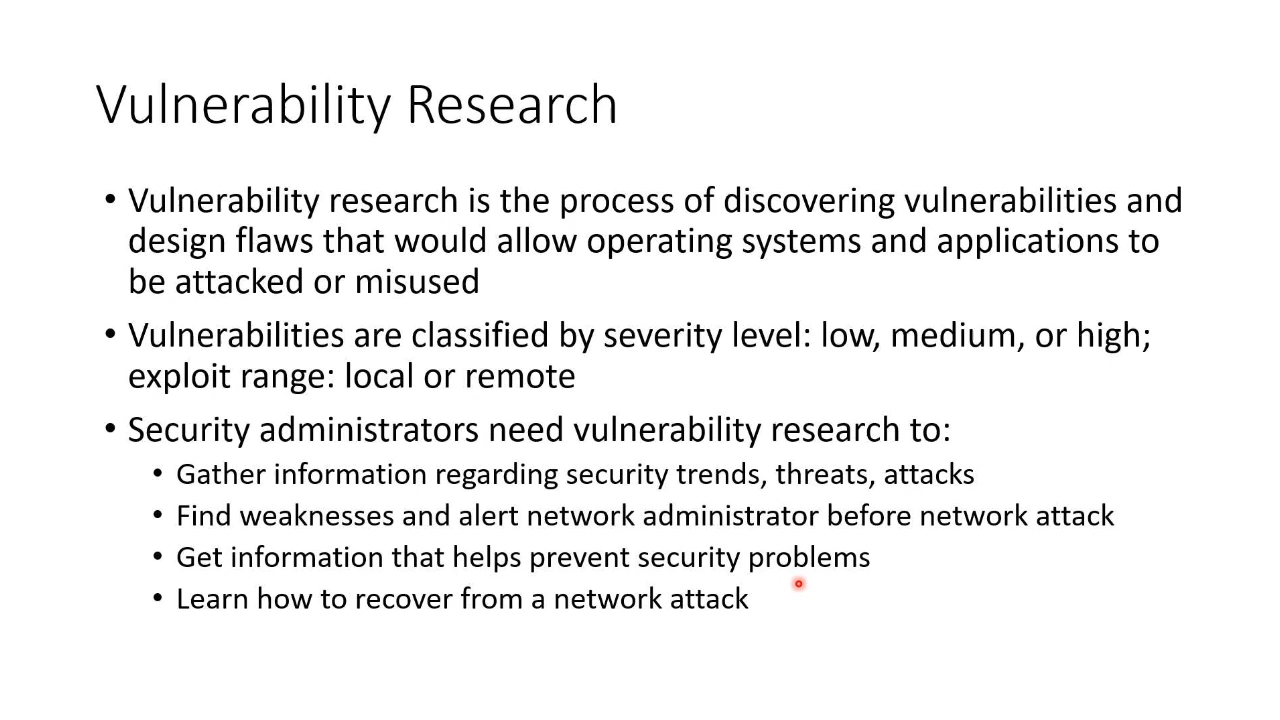 Vulnerability Research
• Vulnerability research is the process of discovering vulnerabilities and
design flaws that would allow operating systems and applications to
be attacked or misused
• Vulnerabilities are classified by severity level: low, medium, or high;
exploit range: local or remote
• Security administrators need vulnerability research to:
• Gather information regarding security trends, threats, attacks
• Find weaknesses and alert network administrator before network attack
• Get information that helps prevent security problems
• Learn how to recover from a network attack